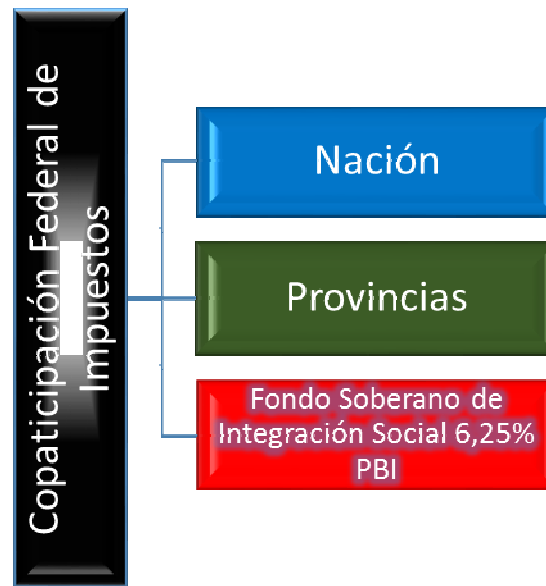 Copaticipación Federal de
Impuestos
Nación
Provincias
Fondo Soberano de
Integración Social 6,25%
PBI